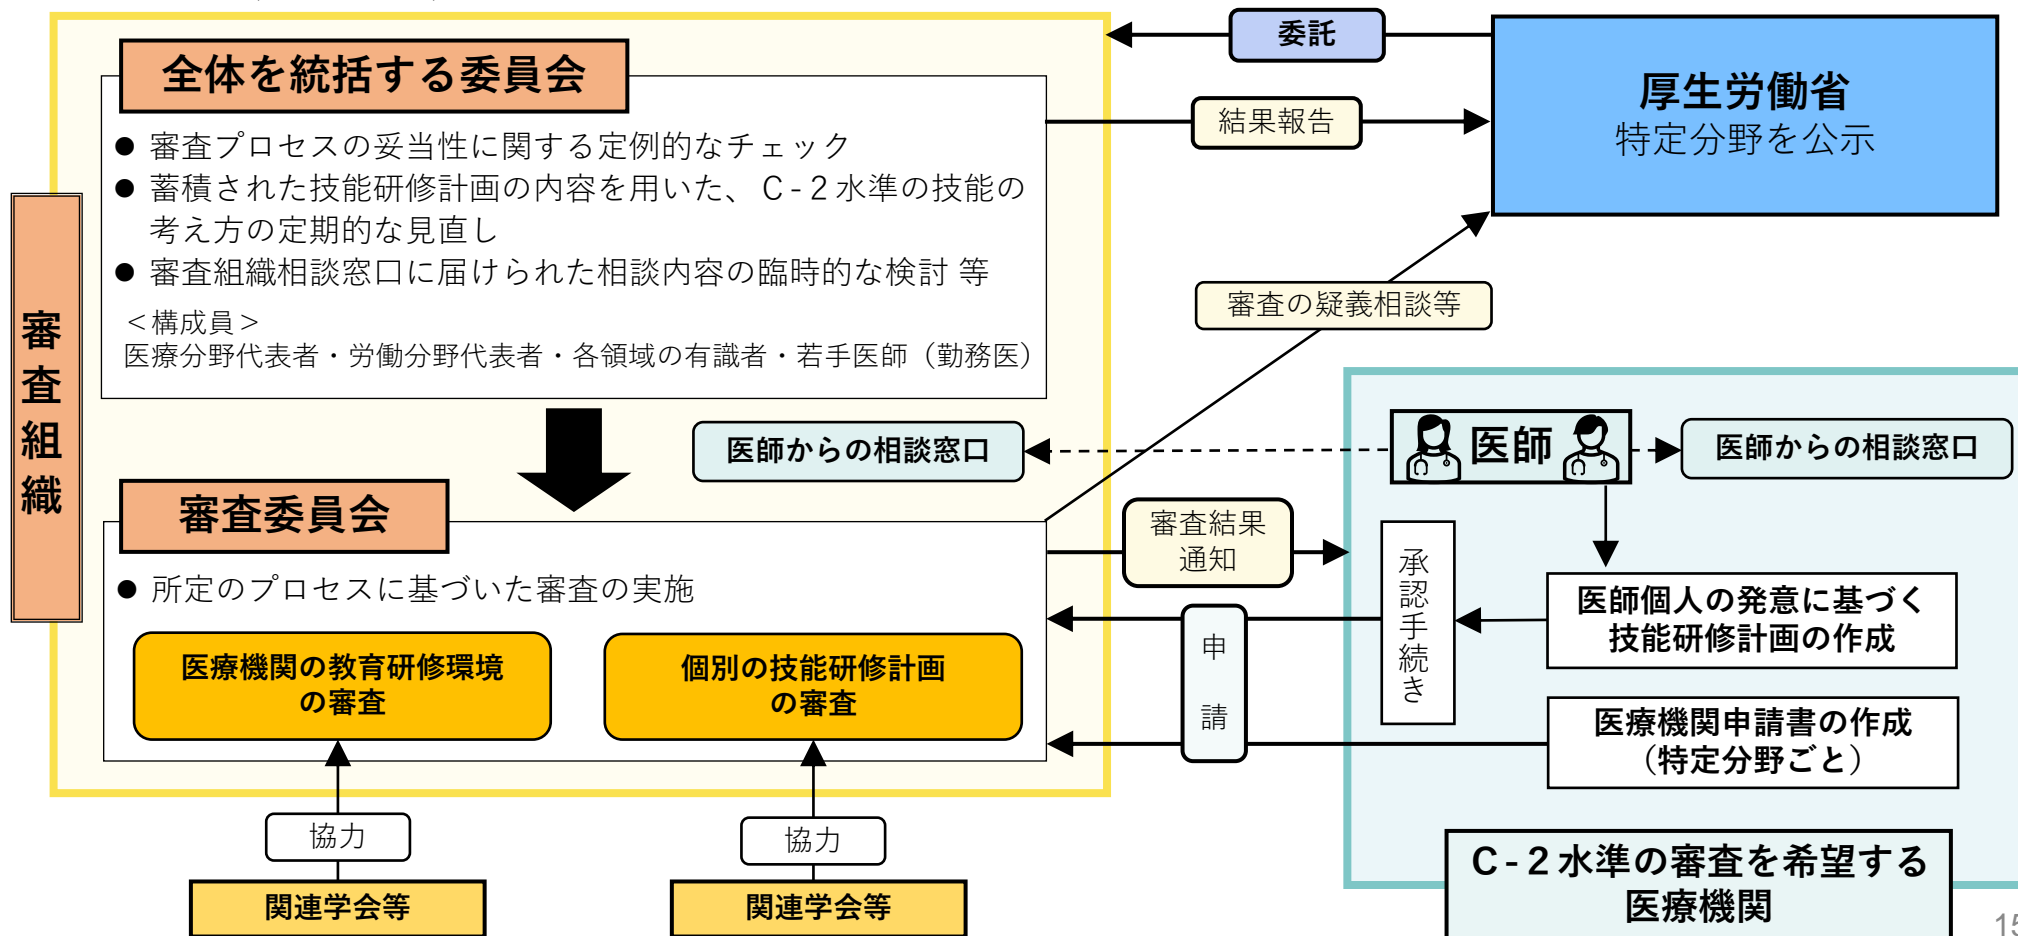 審査組織
全体を統括する委員会
● 審査プロセスの妥当性に関する定例的なチェック
● 蓄積された技能研修計画の内容を用いた、C-2水準の技能の
考え方の定期的な見直し
● 審査組織相談窓口に届けられた相談内容の臨時的な検討 等
＜構成員＞
医療分野代表者・労働分野代表者・各領域の有識者・若手医師（勤務医）
委託
結果報告
厚生労働省
特定分野を公示
審査の疑義相談等
医師からの相談窓口
医師
医師からの相談窓口
審査委員会
● 所定のプロセスに基づいた審査の実施
医療機関の教育研修環境
の審査
個別の技能研修計画
の審査
審査結果
通知
申請
承認手続き
医師個人の発意に基づく
技能研修計画の作成
医療機関申請書の作成
（特定分野ごと）
協力
協力
関連学会等
関連学会等
C-2水準の審査を希望する
医療機関
15